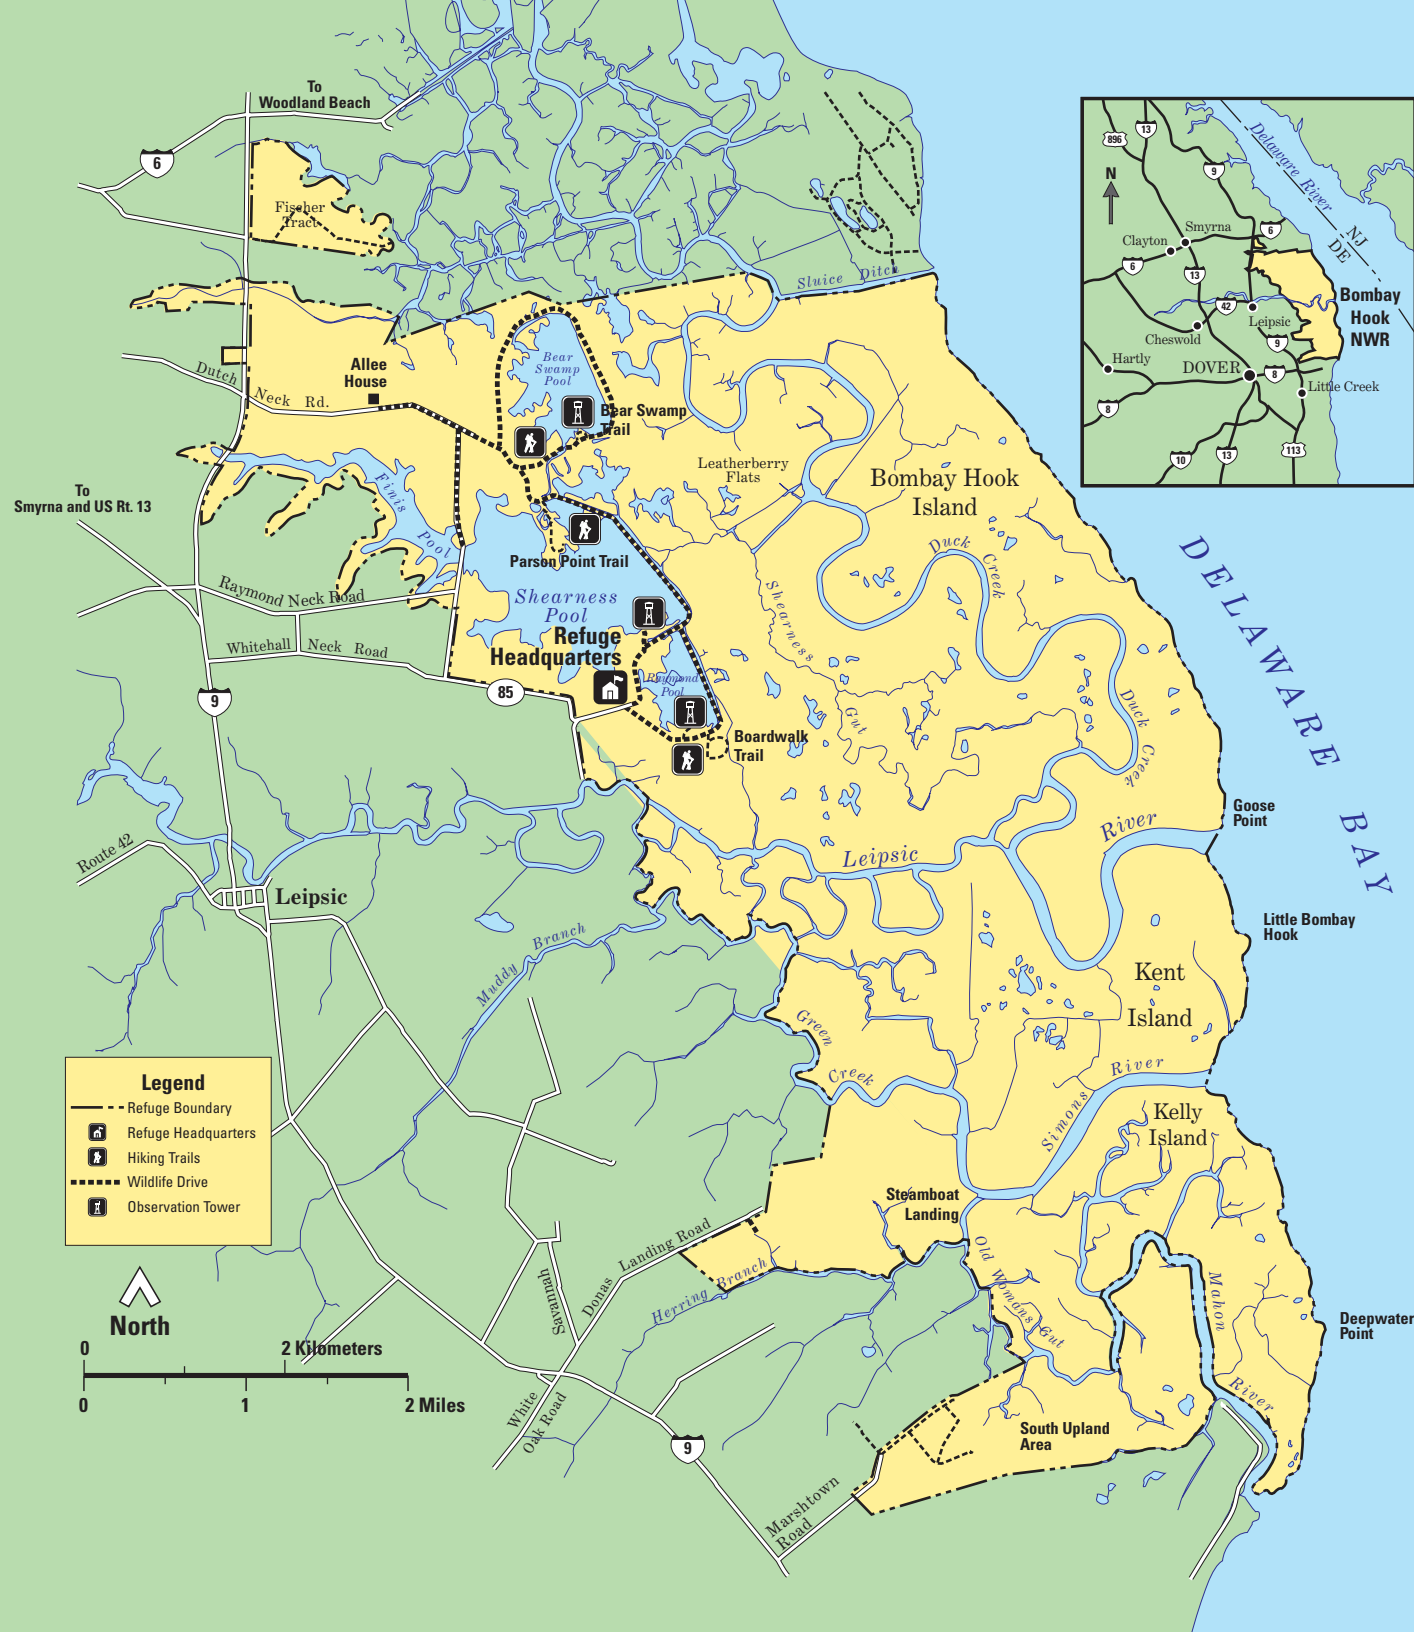 To
Woodland Beach
6
Fischer
Tract
Sluice Ditch
Dutch Neck Rd.
Allee
House
Bear
Swamp
Pool
Bear Swamp
Trail
Leatherberry
Flats
Bombay Hook
Island
Finis Pool
To
Smyrna and US Rt. 13
Parson Point Trail
Shearness
Pool
Duck Creek
Shearness Gut
Raymond Neck Road
Whitehall Neck Road
Refuge
Headquarters
Raymond
Pool
85
9
Boardwalk
Trail
Duck Creek
DELAWARE BAY
Goose
Point
Route 42
Leipsic
Leipsic River
Little Bombay
Hook
Muddy Branch
Kent
Island
Green Creek
Simons River
Kelly
Island
Steamboat
Landing
Old Womans Gut
Mahon River
Deepwater
Point
Savannah
Donas Landing Road
Herring Branch
White
Oak Road
9
South Upland
Area
Marshtown
Road
Legend
Refuge Boundary
Refuge Headquarters
Hiking Trails
Wildlife Drive
Observation Tower
North
0
2 Kilometers
0
1
2 Miles
896
13
Delaware River
9
N
NJ
DE
Smyrna
6
Clayton
6
13
42
Leipsic
Bombay
Hook
NWR
Cheswold
9
Hartly
DOVER
8
Little Creek
8
10
13
113